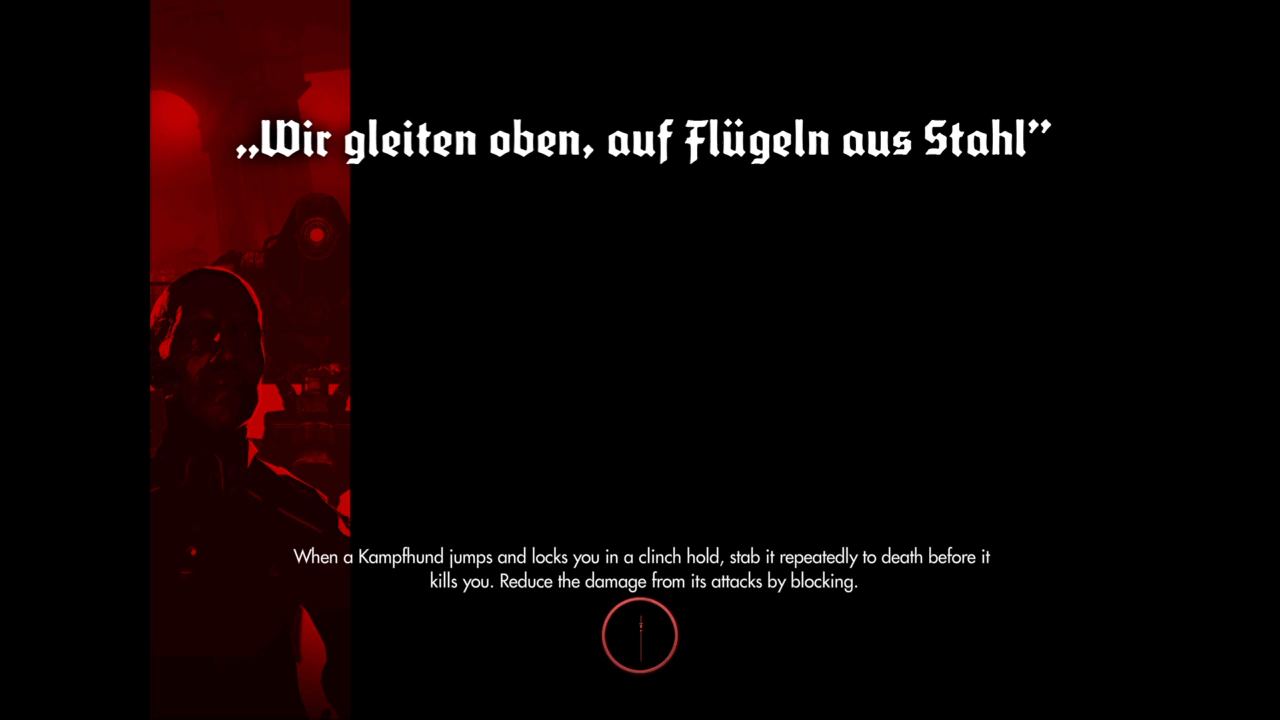 „Wir gleiten oben, auf Flügeln aus Stahl”
When a Kampfhund jumps and locks you in a clinch hold, stab it repeatedly to death before it
kills you. Reduce the damage from its attacks by blocking.